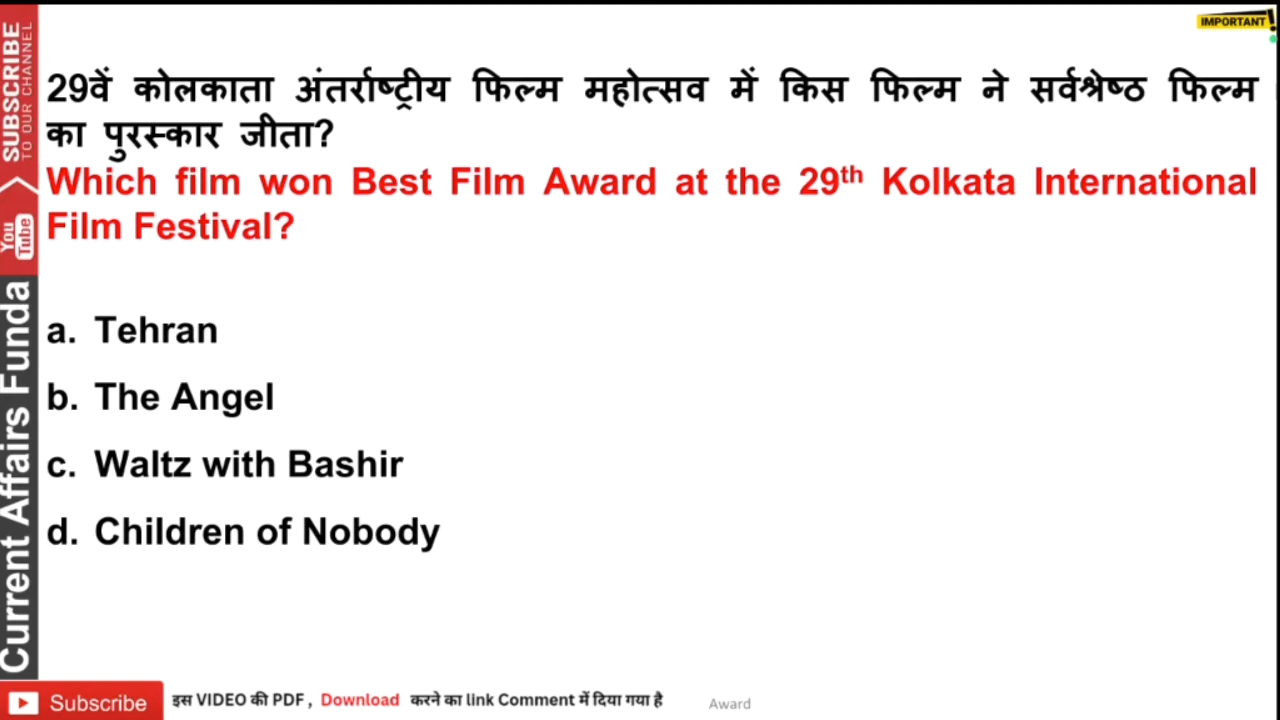 IMPORTANT!
29वें कोलकाता अंतर्राष्ट्रीय फिल्म महोत्सव में किस फिल्म ने सर्वश्रेष्ठ फिल्म
का पुरस्कार जीता?
Which film won Best Film Award at the 29th Kolkata International
Film Festival?
a. Tehran
b. The Angel
c. Waltz with Bashir
d. Children of Nobody
SUBSCRIBE
TO OUR CHANNEL
You
Tube
Current Affairs Funda
Subscribe
इस VIDEO की PDF , Download करने का link Comment में दिया गया है
Award